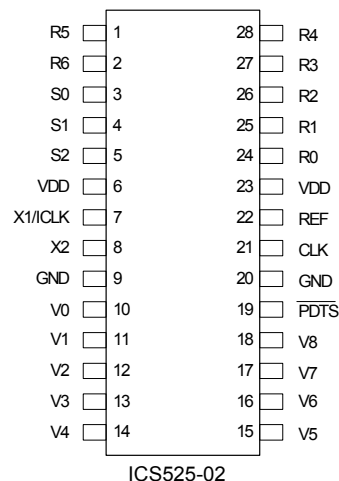 R5 1 28 R4
R6 2 27 R3
S0 3 26 R2
S1 4 25 R1
S2 5 24 R0
VDD 6 23 VDD
X1/ICLK 7 22 REF
X2 8 21 CLK
GND 9 20 GND
V0 10 19 PDTS
V1 11 18 V8
V2 12 17 V7
V3 13 16 V6
V4 14 15 V5
ICS525-02